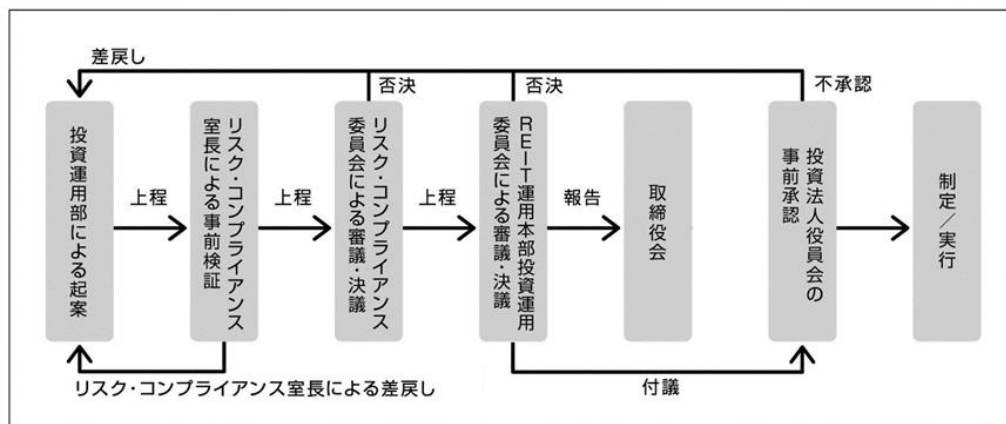 差戻し
否決
否決
不承認
投資運用部による起案
上程
リスク・コンプライアンス
室長による事前検証
上程
リスク・コンプライアンス
委員会による審議・決議
上程
REIT運用本部投資運用
委員会による審議・決議
報告
取締役会
投資法人役員会の
事前承認
制定／実行
リスク・コンプライアンス室長による差戻し
付議